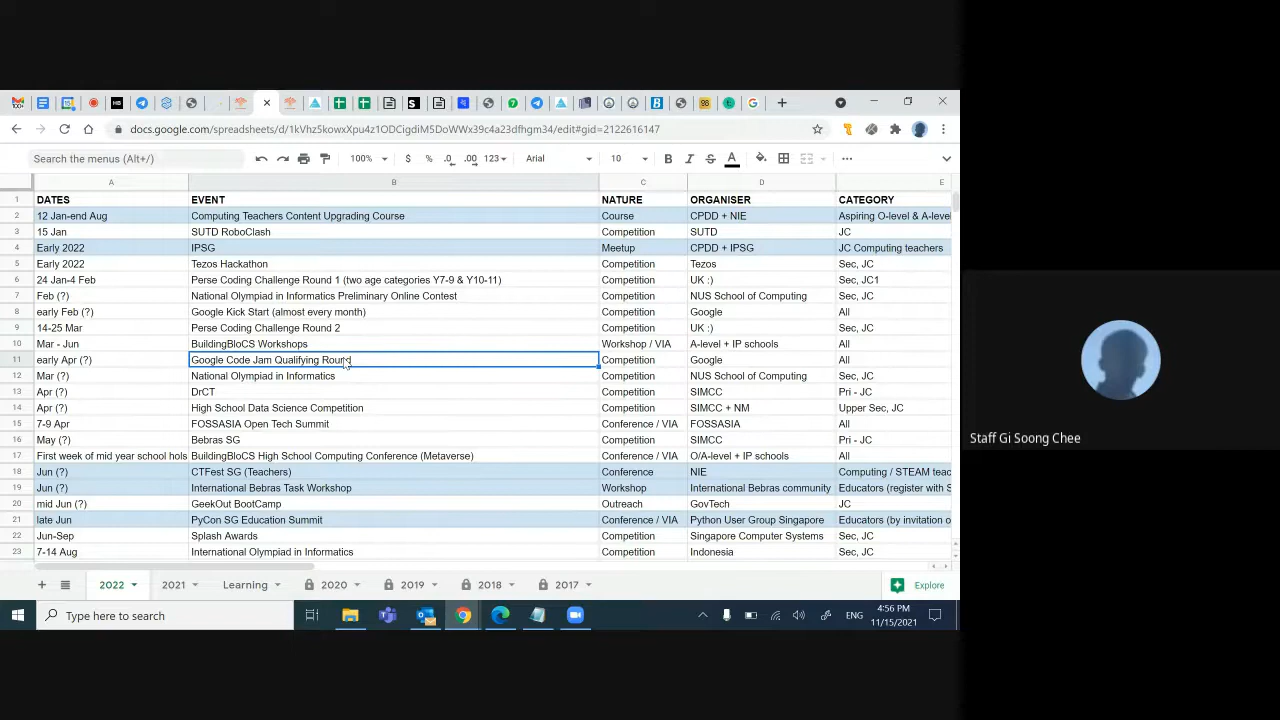 docs.google.com/spreadsheets/d/1kVhz5kowxXpu4z1ODCigdiM5DoWWx39c4a23dfhgm34/edit#gid=2122616147
Search the menus (Alt+/) 100% $ % .0 .00 123 Arial 10 B I S A
A B C D E
1 DATES EVENT NATURE ORGANISER CATEGORY
2 12 Jan-end Aug Computing Teachers Content Upgrading Course Course CPDD + NIE Aspiring O-level & A-leve
3 15 Jan SUTD RoboClash Competition SUTD JC
4 Early 2022 IPSG Meetup CPDD + IPSG JC Computing teachers
5 Early 2022 Tezos Hackathon Competition Tezos Sec, JC
6 24 Jan-4 Feb Perse Coding Challenge Round 1 (two age categories Y7-9 & Y10-11) Competition UK :) Sec, JC1
7 Feb (?) National Olympiad in Informatics Preliminary Online Contest Competition NUS School of Computing Sec, JC
8 early Feb (?) Google Kick Start (almost every month) Competition Google All
9 14-25 Mar Perse Coding Challenge Round 2 Competition UK :) Sec, JC
10 Mar - Jun BuildingBloCS Workshops Workshop / VIA A-level + IP schools All
11 early Apr (?) Google Code Jam Qualifying Round Competition Google All
12 Mar (?) National Olympiad in Informatics Competition NUS School of Computing Sec, JC
13 Apr (?) DrCT Competition SIMCC Pri - JC
14 Apr (?) High School Data Science Competition Competition SIMCC + NM Upper Sec, JC
15 7-9 Apr FOSSASIA Open Tech Summit Conference / VIA FOSSASIA All
16 May (?) Bebras SG Competition SIMCC Pri - JC
17 First week of mid year school hols BuildingBloCS High School Computing Conference (Metaverse) Conference / VIA O/A-level + IP schools All
18 Jun (?) CTFest SG (Teachers) Conference NIE Computing / STEAM teac
19 Jun (?) International Bebras Task Workshop Workshop International Bebras community Educators (register with S
20 mid Jun (?) GeekOut BootCamp Outreach GovTech JC
21 late Jun PyCon SG Education Summit Conference / VIA Python User Group Singapore Educators (by invitation o
22 Jun-Sep Splash Awards Competition Singapore Computer Systems Sec, JC
23 7-14 Aug International Olympiad in Informatics Competition Indonesia Sec, JC
2022 2021 Learning 2020 2019 2018 2017 Explore
Type here to search ENG 4:56 PM
11/15/2021
Staff Gi Soong Chee